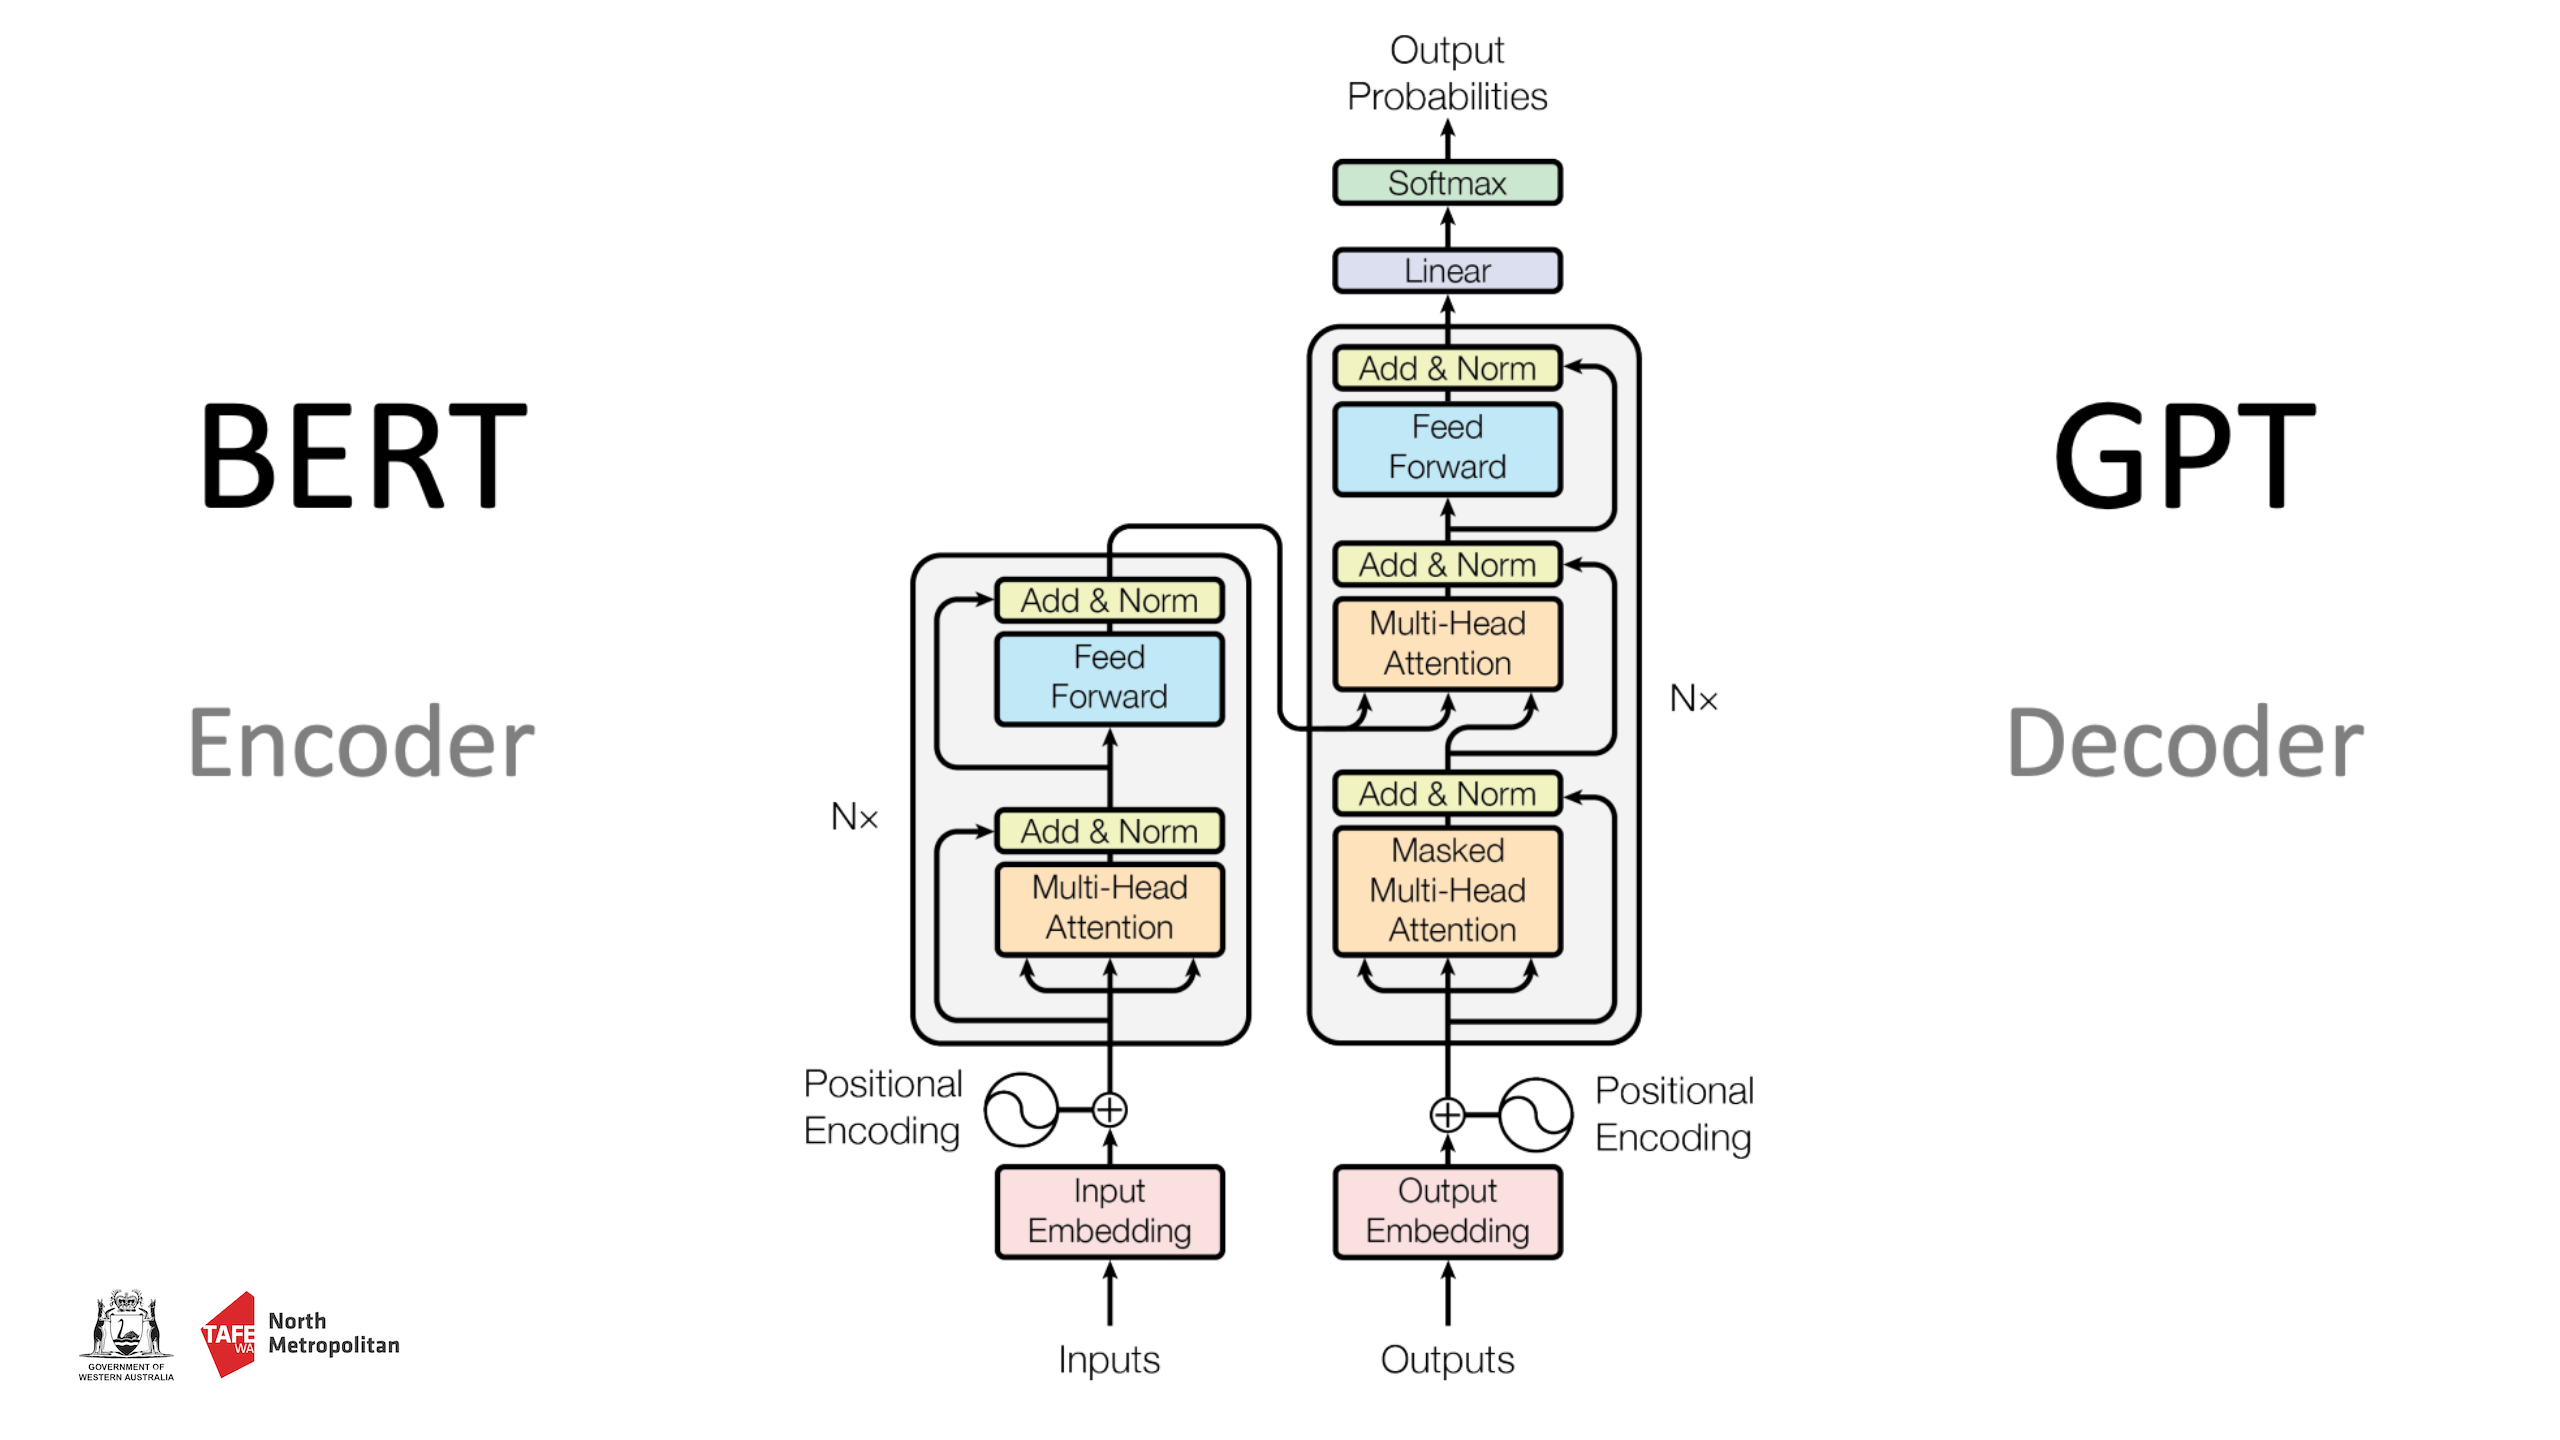 BERT
Encoder
Output
Probabilities
Softmax
Linear
Add & Norm
Feed
Forward
Add & Norm
Multi-Head
Attention
Add & Norm
Masked
Multi-Head
Attention
Nx
Positional
Encoding
Output
Embedding
Outputs
Add & Norm
Feed
Forward
Add & Norm
Multi-Head
Attention
Nx
Positional
Encoding
Input
Embedding
Inputs
GPT
Decoder
GOVERNMENT OF
WESTERN AUSTRALIA
TAFE
WA
North
Metropolitan